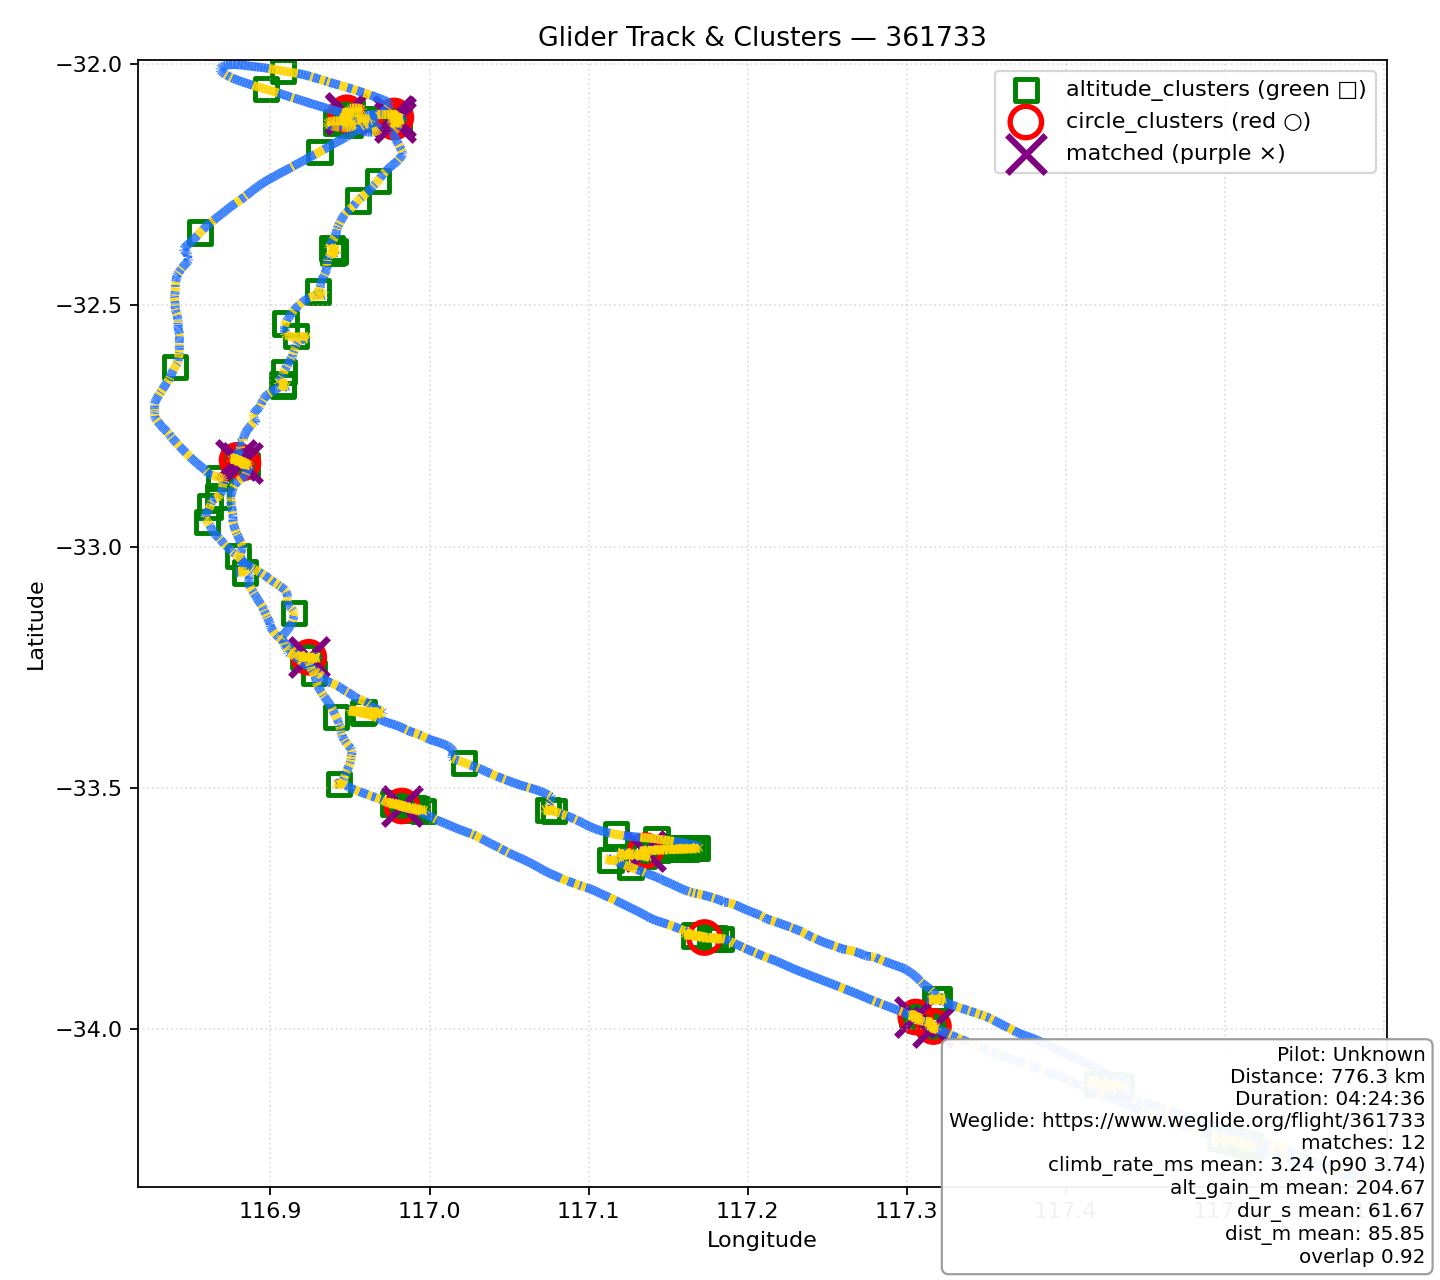 Glider Track & Clusters — 361733
altitude_clusters (green □)
circle_clusters (red ○)
matched (purple ×)
−32.0
−32.5
−33.0
−33.5
−34.0
Latitude
116.9
117.0
117.1
117.2
117.3
117.4
Longitude
Pilot: Unknown
Distance: 776.3 km
Duration: 04:24:36
Weglide: https://www.weglide.org/flight/361733
matches: 12
climb_rate_ms mean: 3.24 (p90 3.74)
alt_gain_m mean: 204.67
dur_s mean: 61.67
dist_m mean: 85.85
overlap 0.92